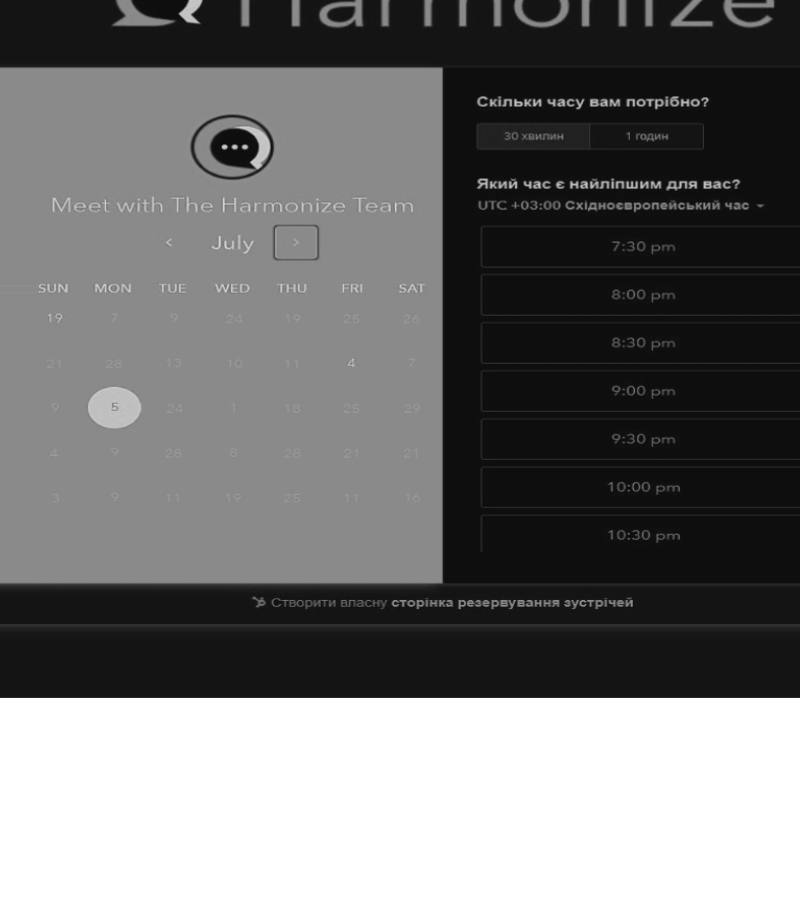 Harmonize
Meet with The Harmonize Team
< July >
SUN MON TUE WED THU FRI SAT
19 7 9 24 19 25 26
21 28 13 10 11 4 7
9 5 24 1 18 25 29
4 9 28 8 28 21 21
3 9 11 19 25 11 16
Скільки часу вам потрібно?
30 хвилин 1 годин
Який час є найліпшим для вас?
UTC +03:00 Східноєвропейський час
7:30 pm
8:00 pm
8:30 pm
9:00 pm
9:30 pm
10:00 pm
10:30 pm
Створити власну сторінка резервування зустрічей